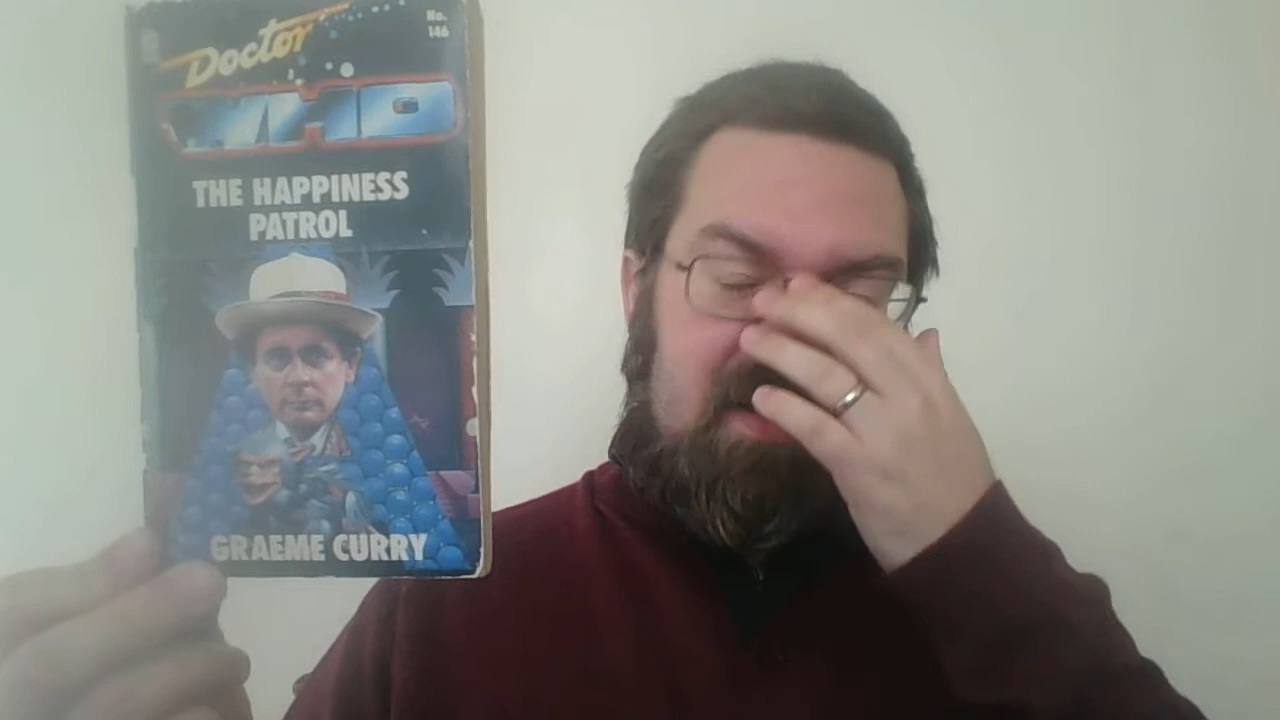 No.
146
Doctor
WHO
THE HAPPINESS
PATROL
GRAEME CURRY